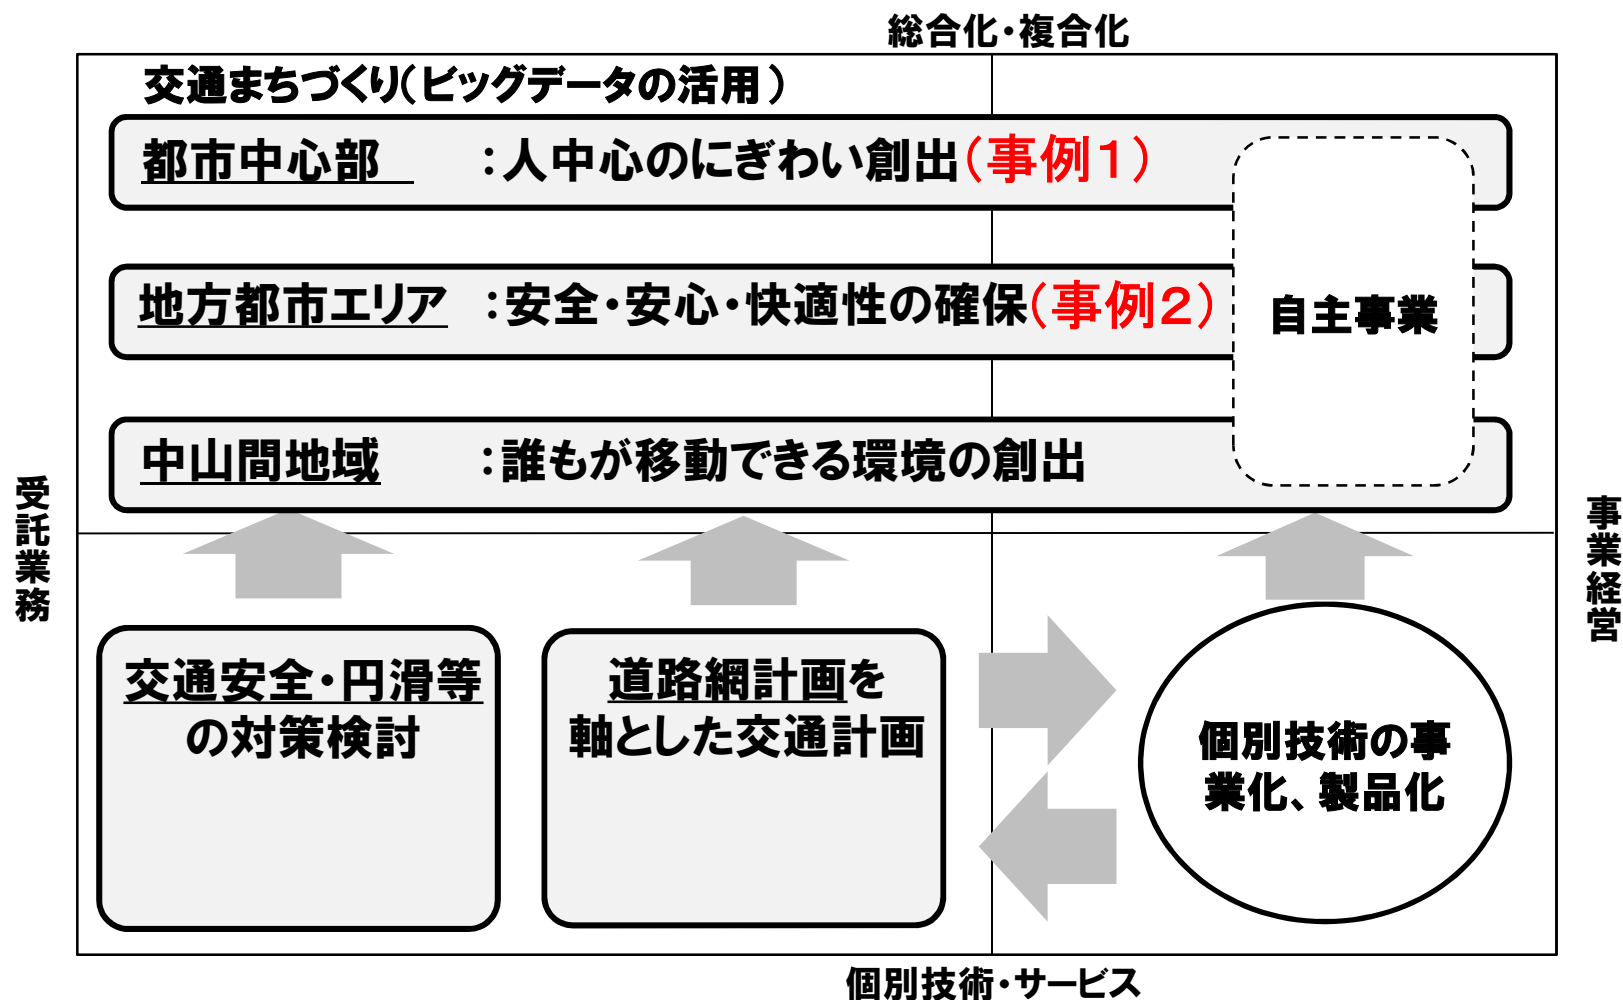 総合化・複合化
交通まちづくり(ビッグデータの活用)
都市中心部　：人中心のにぎわい創出(事例１)
地方都市エリア　：安全・安心・快適性の確保(事例２)
自主事業
中山間地域　：誰もが移動できる環境の創出
受託業務
事業経営
交通安全・円滑等
の対策検討
道路網計画を
軸とした交通計画
個別技術の事
業化、製品化
個別技術・サービス